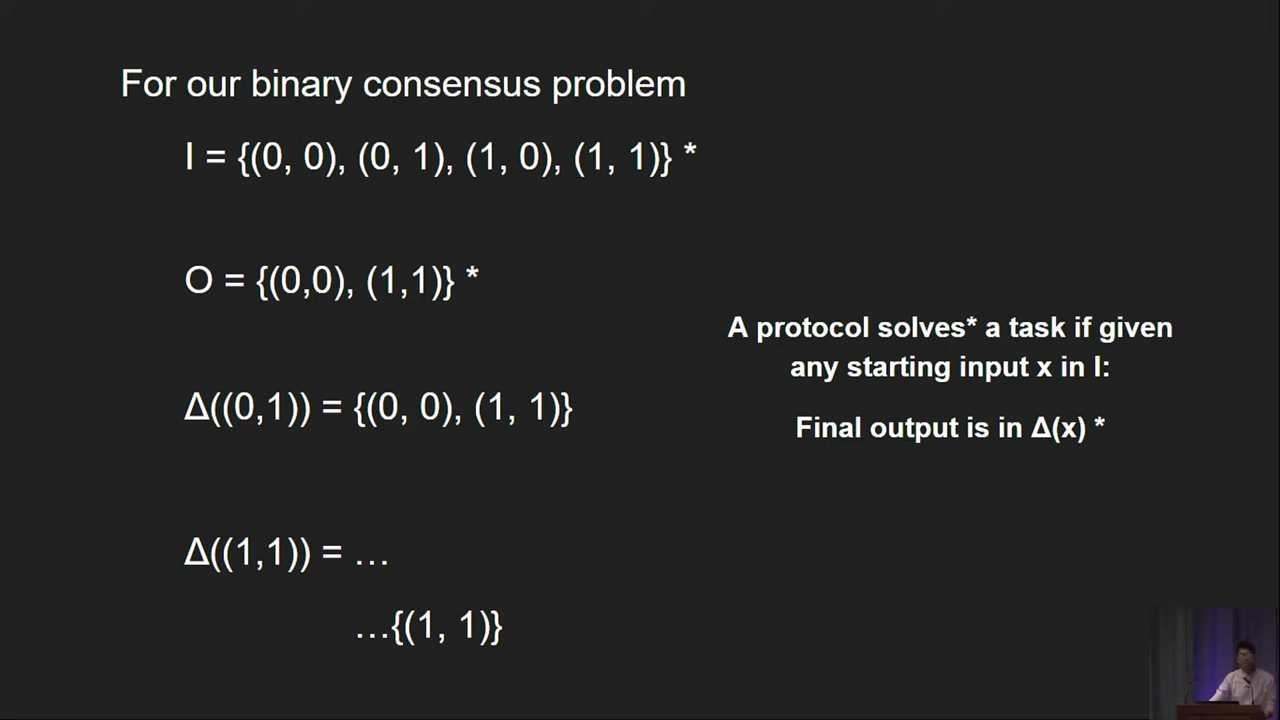 For our binary consensus problem
I = {(0, 0), (0, 1), (1, 0), (1, 1)} *
O = {(0,0), (1,1)} *
A protocol solves* a task if given
any starting input x in I:
Δ((0,1)) = {(0, 0), (1, 1)}
Final output is in Δ(x) *
Δ((1,1)) = …
…{(1, 1)}